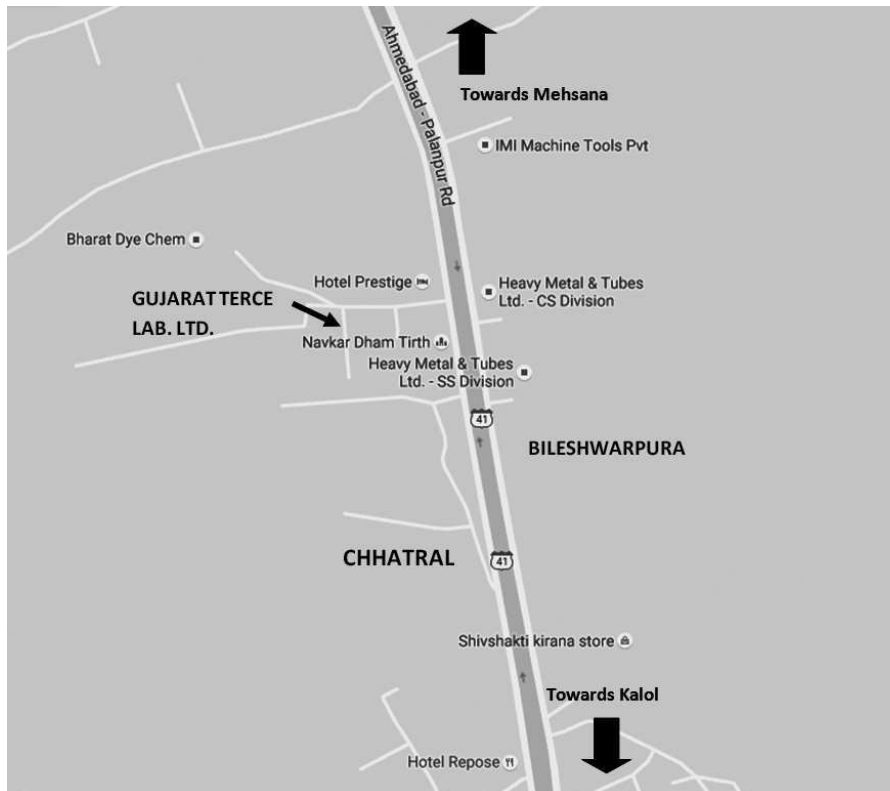 Ahmedabad - Palanpur Rd
Towards Mehsana
IMI Machine Tools Pvt
Bharat Dye Chem
Hotel Prestige
Heavy Metal & Tubes
Ltd. - CS Division
GUJARAT TERCE
LAB. LTD.
Navkar Dham Tirth
Heavy Metal & Tubes
Ltd. - SS Division
41
BILESHWARPURA
CHHATRAL
41
Shivshakti kirana store
Towards Kalol
Hotel Repose